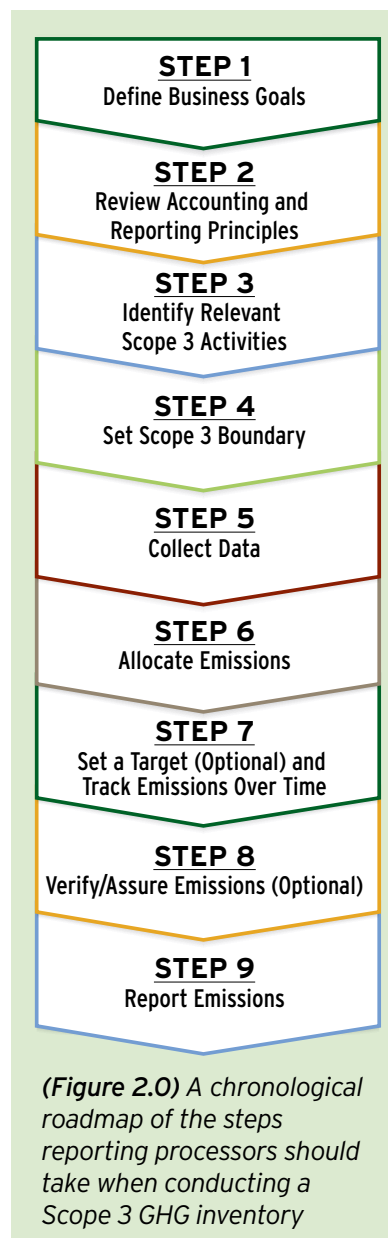 STEP 1
Define Business Goals
STEP 2
Review Accounting and
Reporting Principles
STEP 3
Identify Relevant
Scope 3 Activities
STEP 4
Set Scope 3 Boundary
STEP 5
Collect Data
STEP 6
Allocate Emissions
STEP 7
Set a Target (Optional) and
Track Emissions Over Time
STEP 8
Verify/Assure Emissions (Optional)
STEP 9
Report Emissions
(Figure 2.0) A chronological
roadmap of the steps
reporting processors should
take when conducting a
Scope 3 GHG inventory